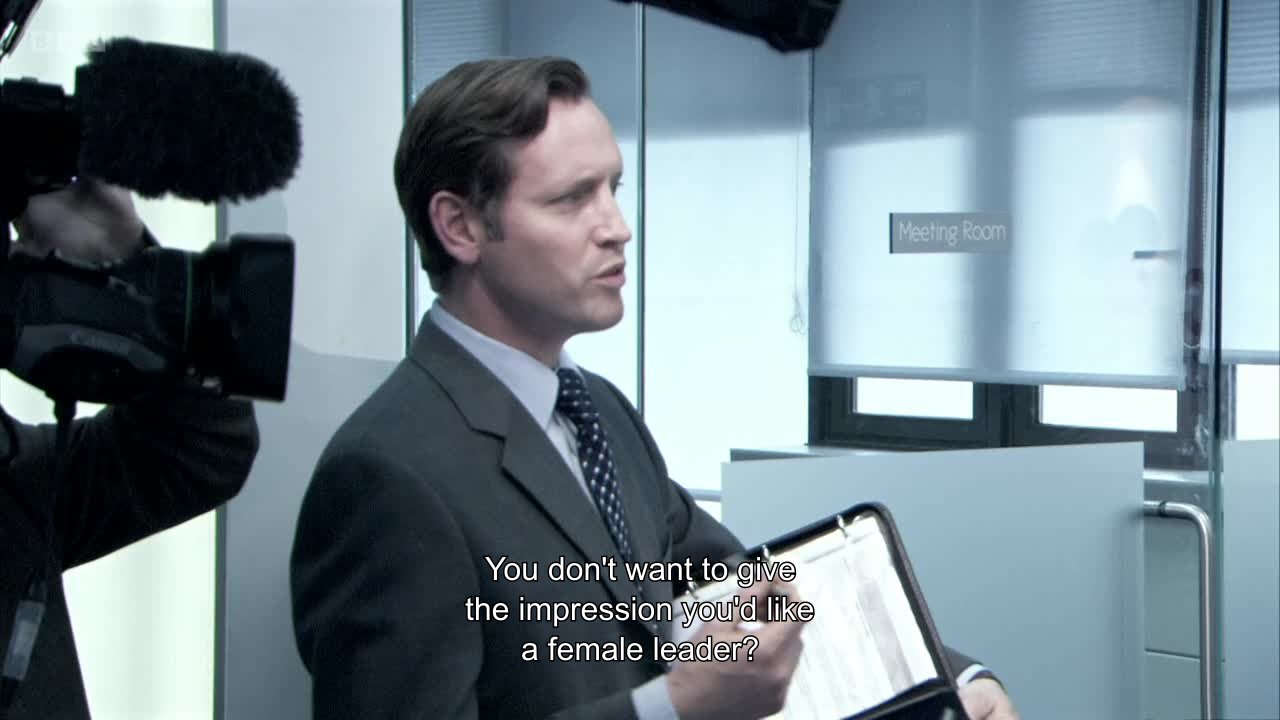 Meeting Room
You don't want to give
the impression you'd like
a female leader?